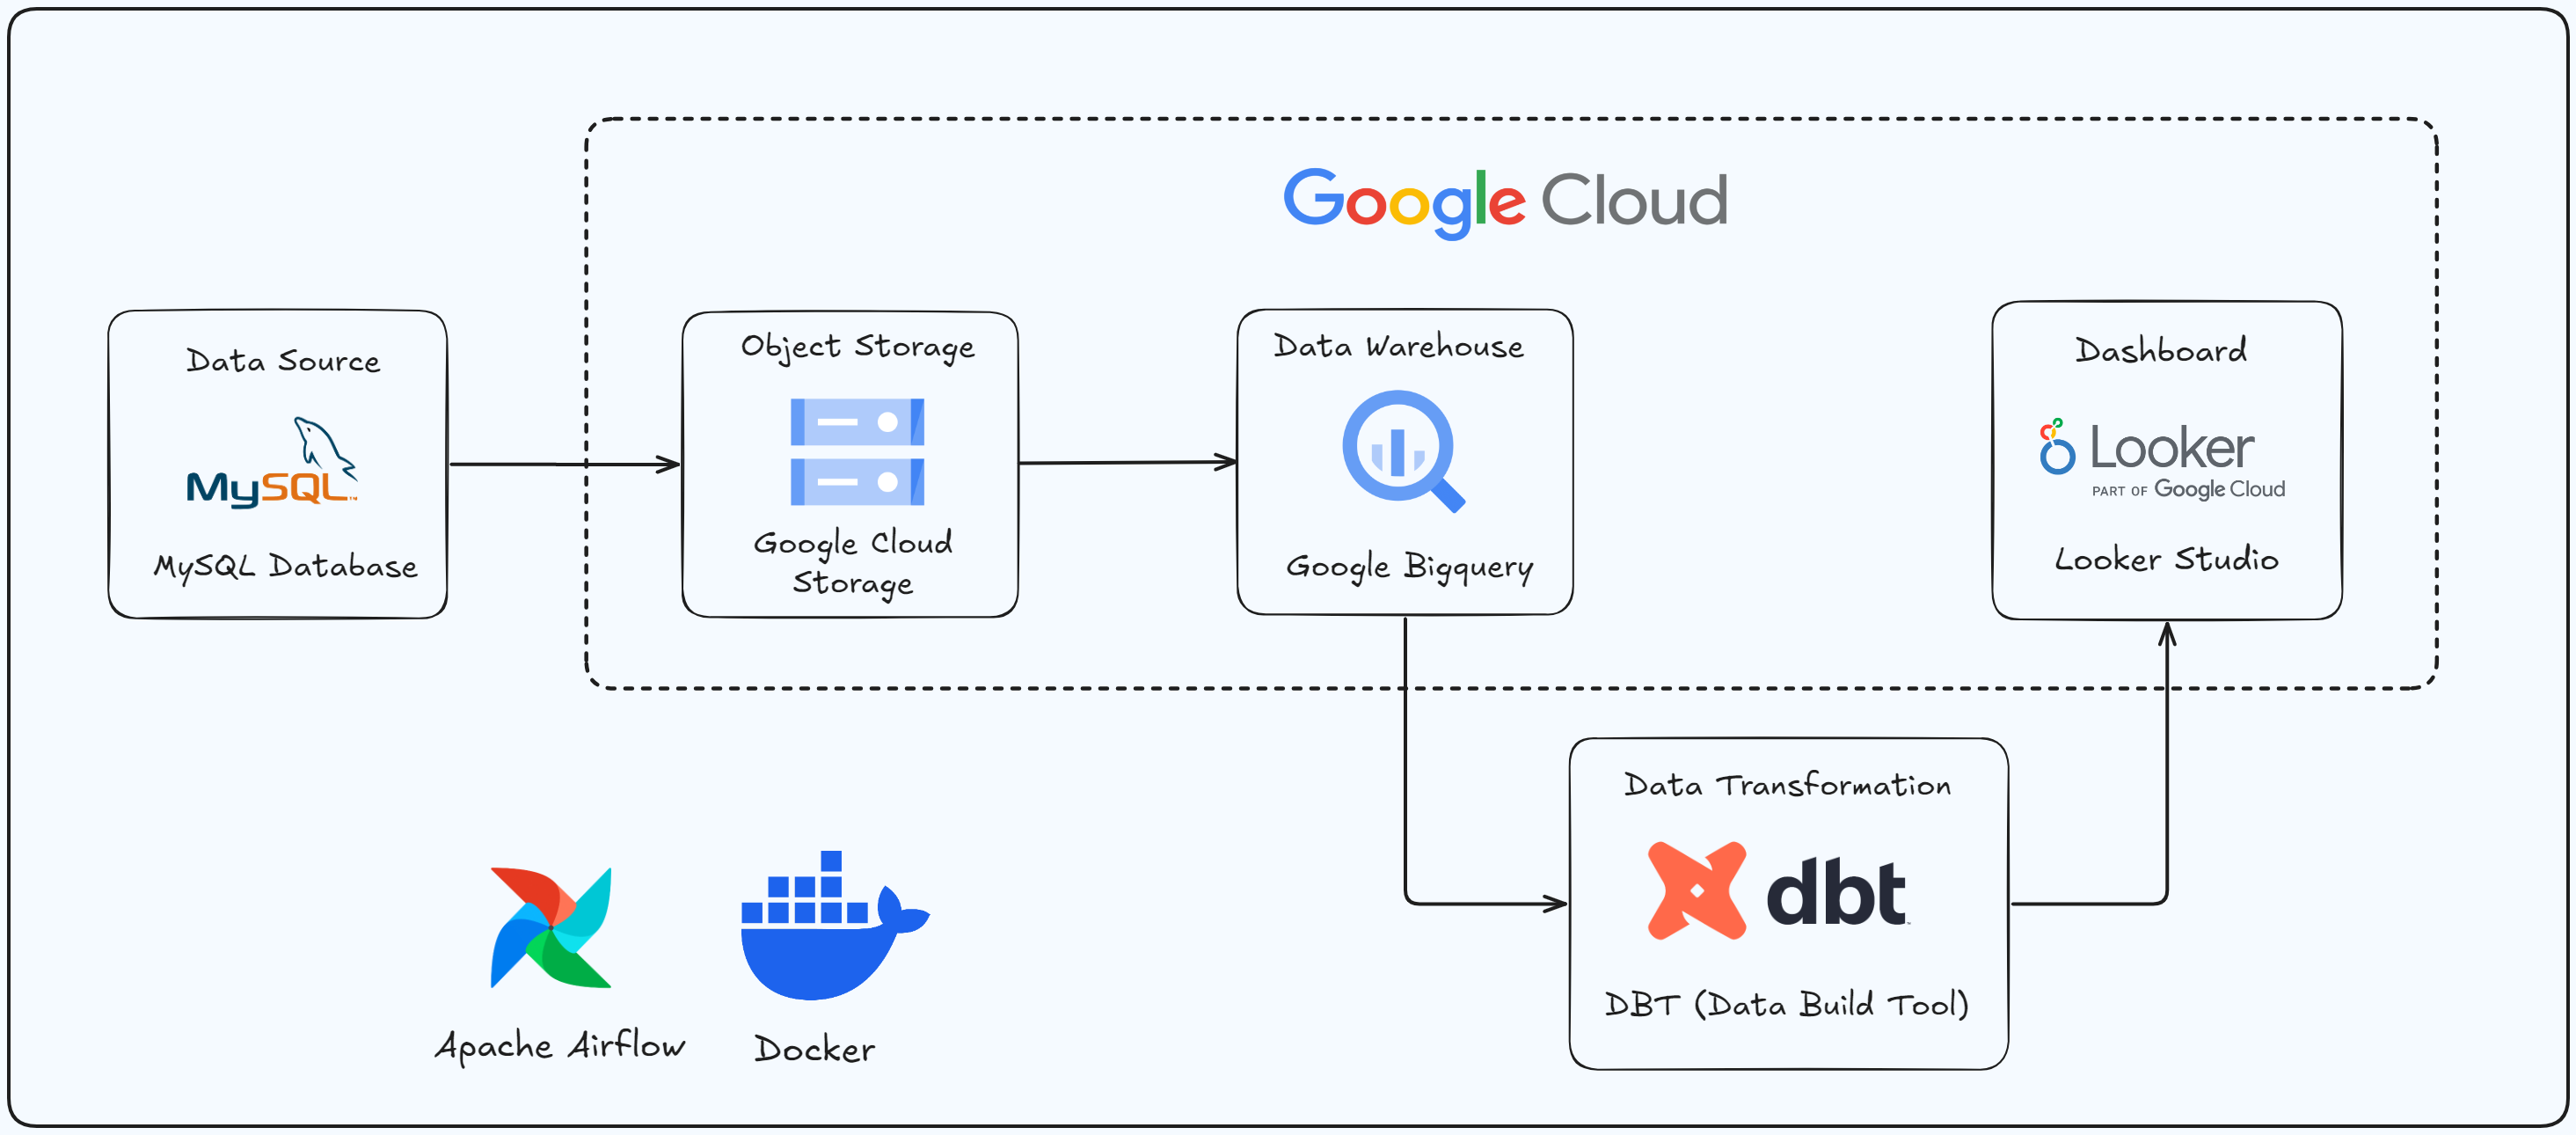 Google Cloud
Data Source
MySQL™
MySQL Database
Object Storage
Google Cloud
Storage
Data Warehouse
Google Bigquery
Dashboard
Looker
PART OF Google Cloud
Looker Studio
Data Transformation
dbt
DBT (Data Build Tool)
Apache Airflow
Docker